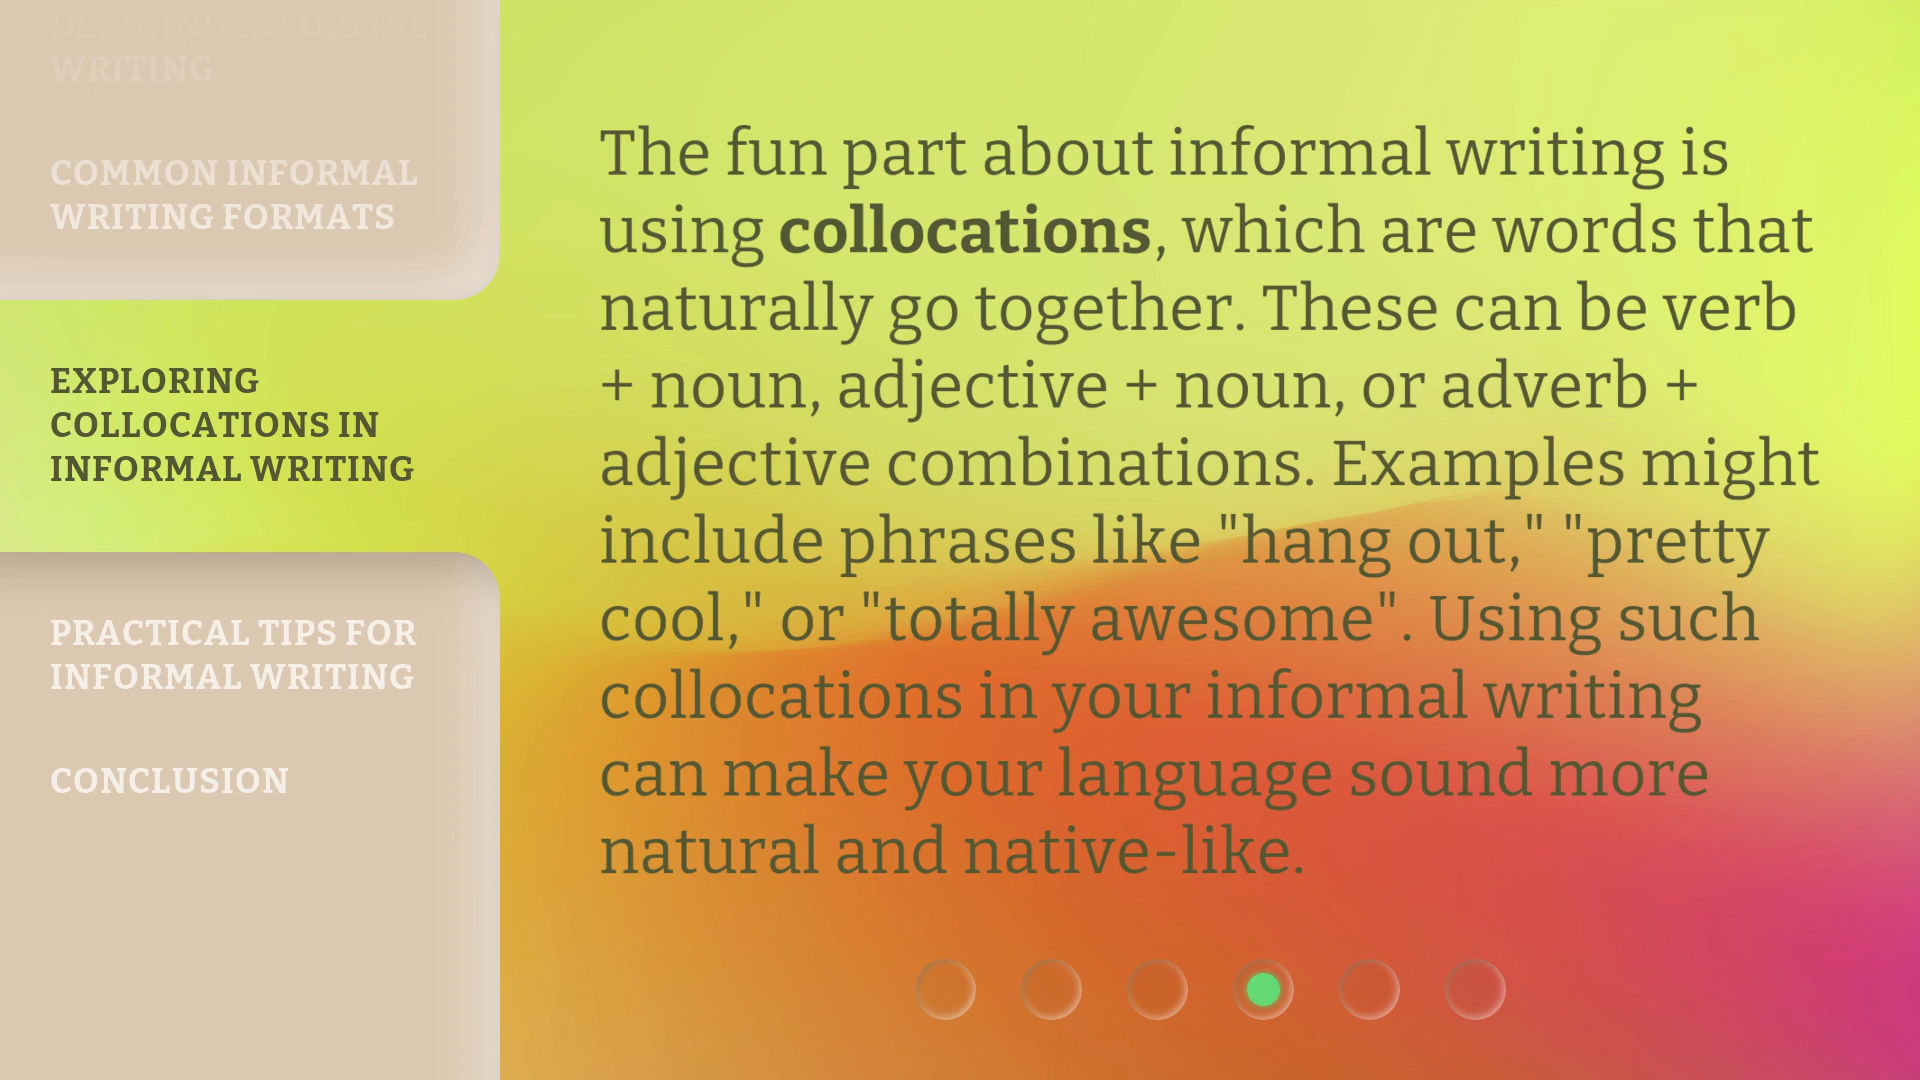 DEFINING INFORMAL
WRITING
COMMON INFORMAL
WRITING FORMATS
EXPLORING
COLLOCATIONS IN
INFORMAL WRITING
PRACTICAL TIPS FOR
INFORMAL WRITING
CONCLUSION
The fun part about informal writing is
using collocations, which are words that
naturally go together. These can be verb
+ noun, adjective + noun, or adverb +
adjective combinations. Examples might
include phrases like "hang out," "pretty
cool," or "totally awesome". Using such
collocations in your informal writing
can make your language sound more
natural and native-like.